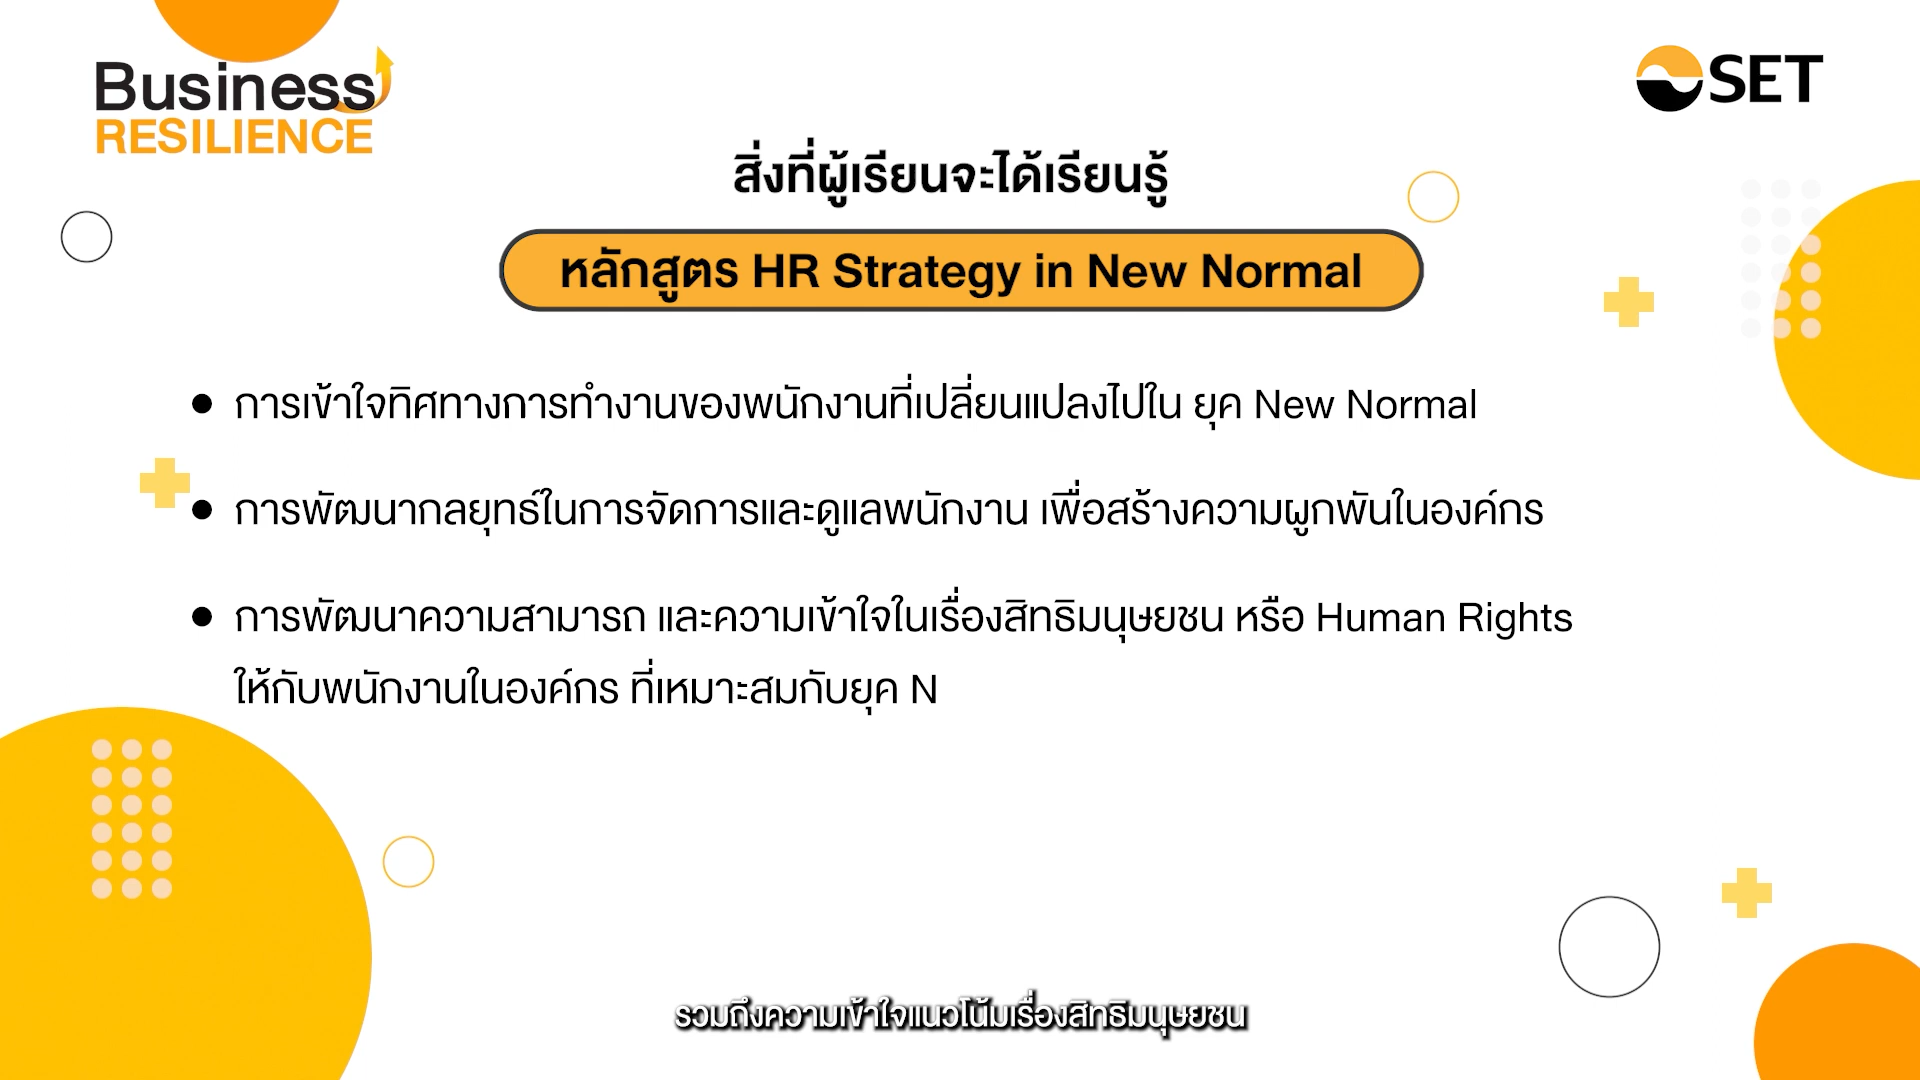 Business
RESILIENCE
SET
สิ่งที่ผู้เรียนจะได้เรียนรู้
หลักสูตร HR Strategy in New Normal
• การเข้าใจทิศทางการทำงานของพนักงานที่เปลี่ยนแปลงไปใน ยุค New Normal
• การพัฒนากลยุทธ์ในการจัดการและดูแลพนักงาน เพื่อสร้างความผูกพันในองค์กร
• การพัฒนาความสามารถ และความเข้าใจในเรื่องสิทธิมนุษยชน หรือ Human Rights
ให้กับพนักงานในองค์กร ที่เหมาะสมกับยุค N
รวมถึงความเข้าใจแนวโน้มเรื่องสิทธิมนุษยชน